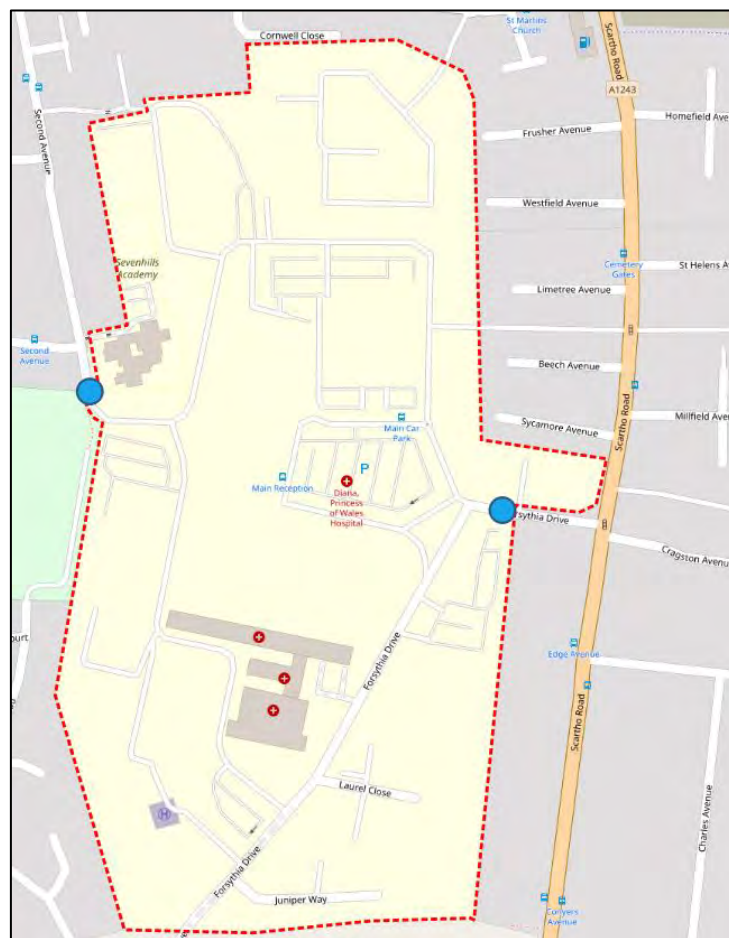 Cornwell Close
St Martins
Church
Scartho Road
A1243
Second Avenue
Frusher Avenue
Homefield Ave
Westfield Avenue
Sevenhills
Academy
Cemetery
Gates
St Helens Av
Limetree Avenue
Second
Avenue
Beech Avenue
Scartho Road
Millfield Aven
Sycamore Avenue
Main Car
Park
P
Main Reception
Diana,
Princess
of Wales
Hospital
rsythia Drive
Cragston Avenue
ourt
Forsythia Drive
Edge Avenue
Scartho Road
Laurel Close
Charles Avenue
H
Forsythia Drive
Juniper Way
Conyers
Avenue